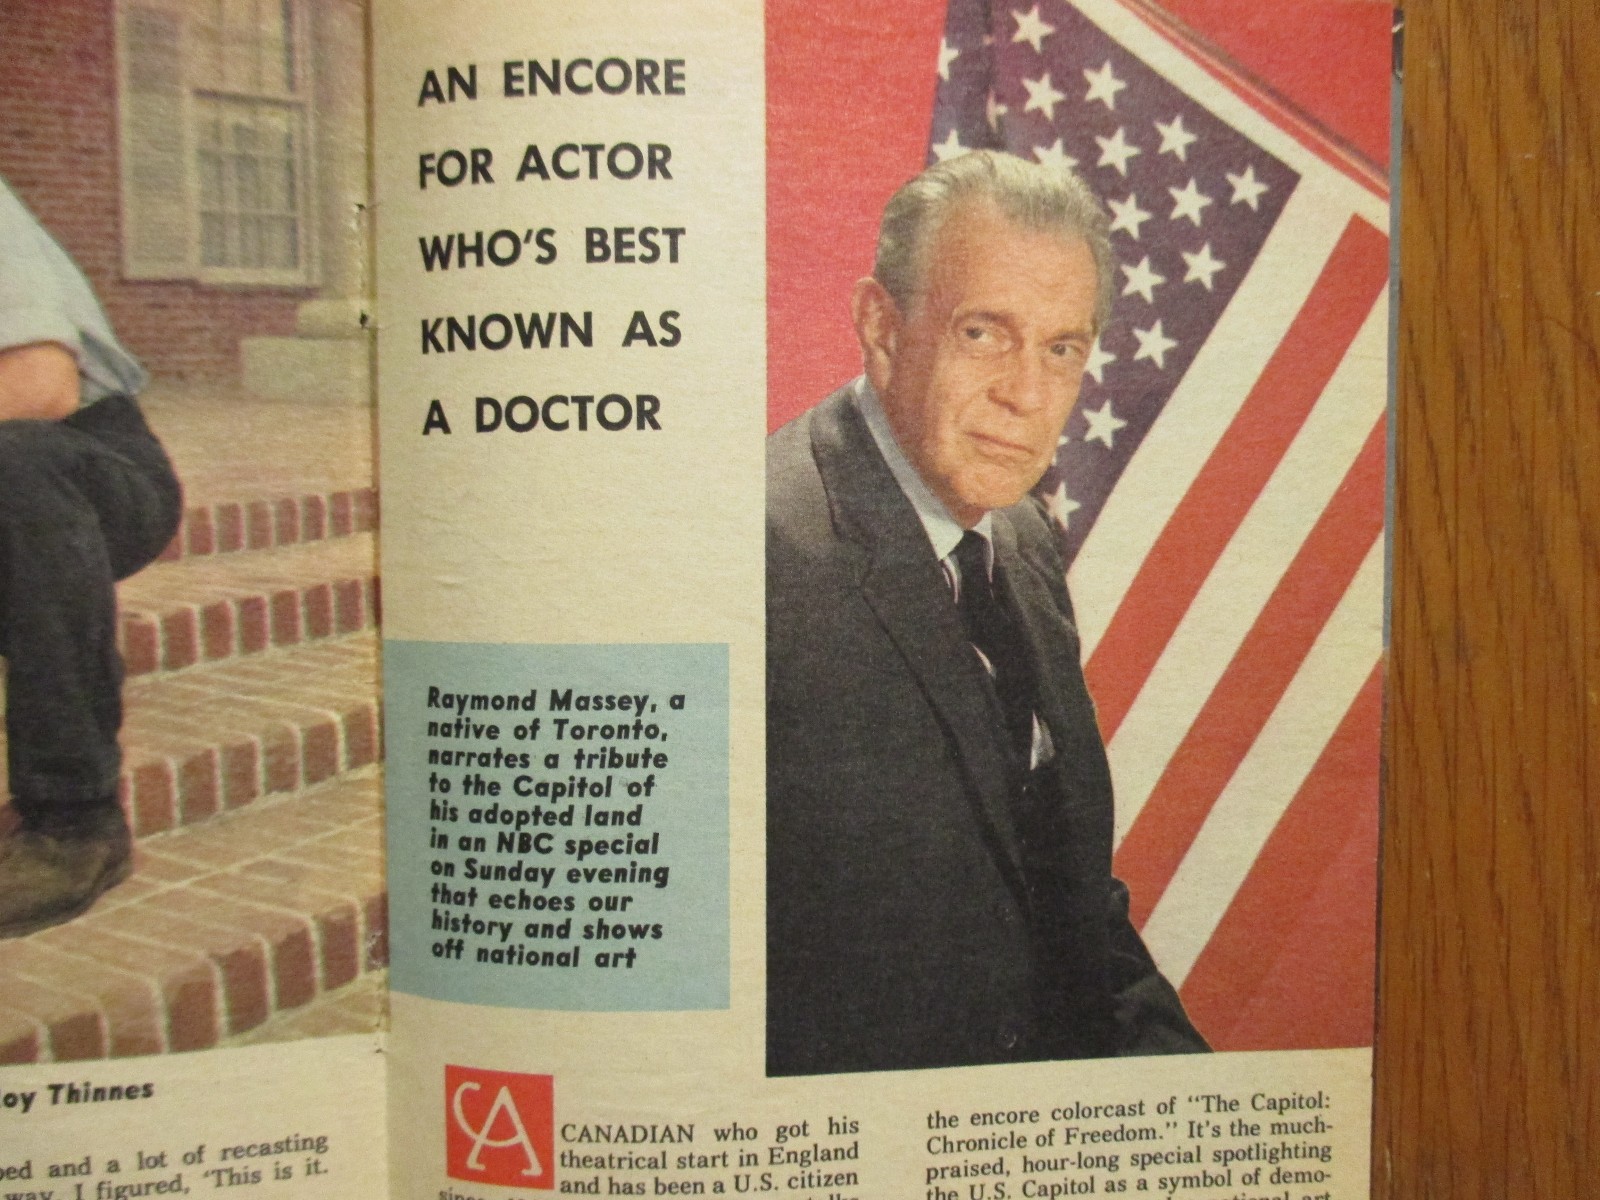 AN ENCORE
FOR ACTOR
WHO'S BEST
KNOWN AS
A DOCTOR
Raymond Massey, a
native of Toronto,
narrates a tribute
to the Capitol of
his adopted land
in an NBC special
on Sunday evening
that echoes our
history and shows
off national art
oy Thinnes
ped and a lot of recasting
way, I figured, 'This is it.
A
CANADIAN who got his
theatrical start in England
and has been a U.S. citizen
since
the encore colorcast of "The Capitol:
Chronicle of Freedom." It's the much-
praised, hour-long special spotlighting
the U.S. Capitol as a symbol of demo-
national art